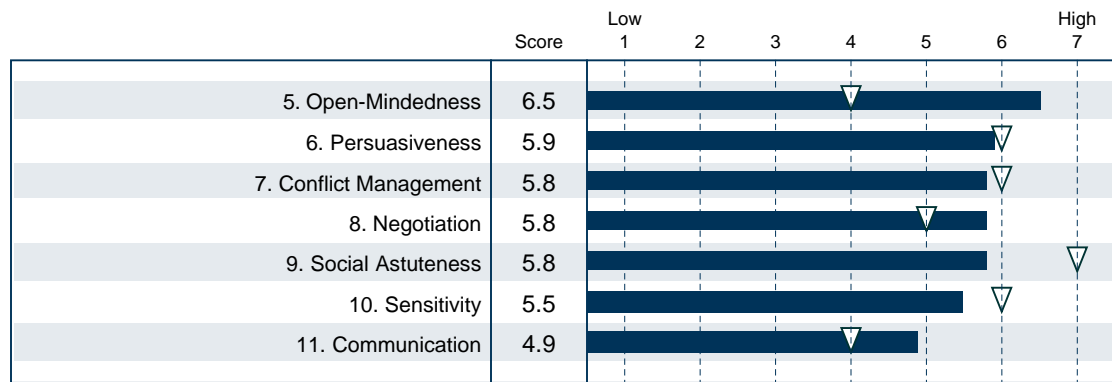 Low High
Score 1 2 3 4 5 6 7
5. Open-Mindedness 6.5
6. Persuasiveness 5.9
7. Conflict Management 5.8
8. Negotiation 5.8
9. Social Astuteness 5.8
10. Sensitivity 5.5
11. Communication 4.9